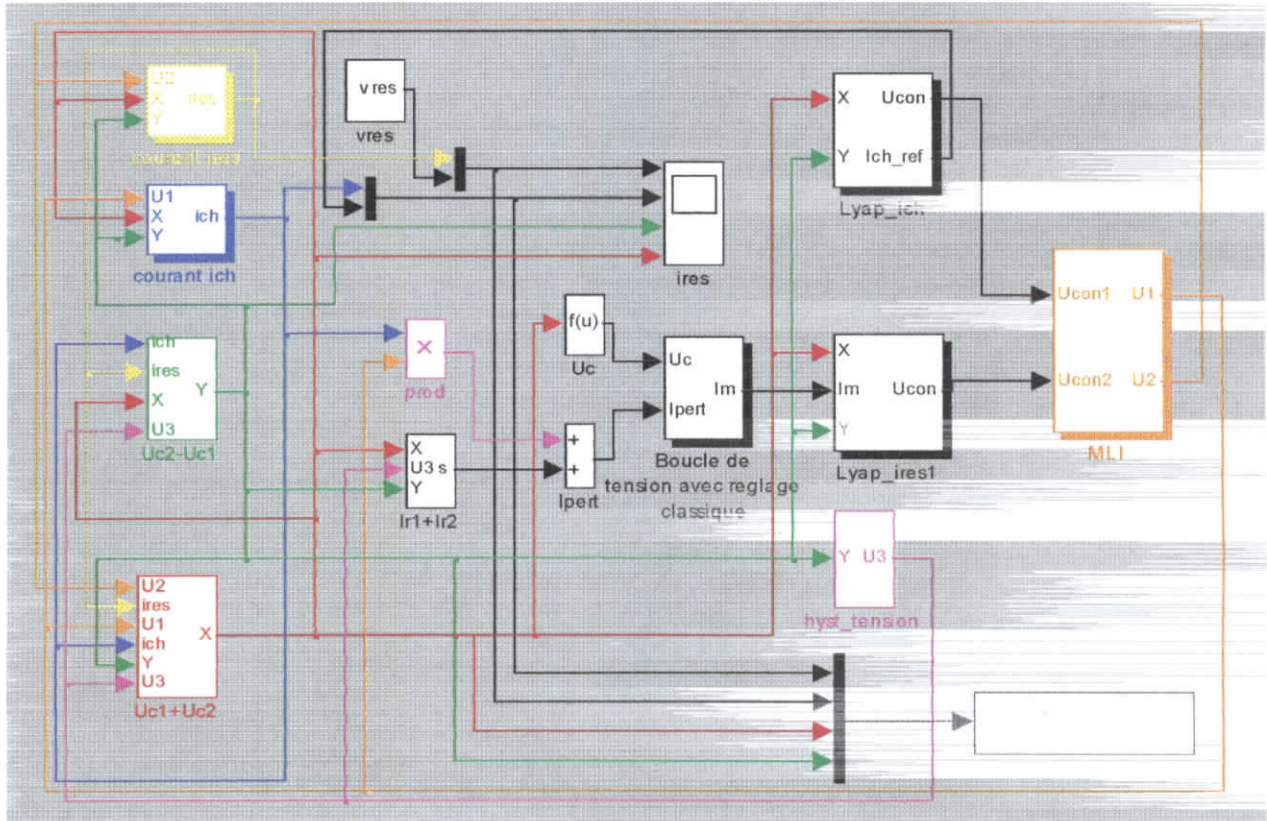 U2
X
Y
ires
U1
X
Y
ich
courant ich
ich
ires
X
U3
Y
Uc2-Uc1
U2
ires
U1
ich
Y
U3
X
Uc1+Uc2
v res
vres
ires
×
prod
X
U3
Y
s
Ir1+Ir2
f(u)
Uc
+
+
Ipert
Uc
Ipert
Im
Boucle de
tension avec reglage
classique
X
Y
Ucon
Ich_ref
Lyap_ich
X
Im
Y
Ucon
Lyap_ires1
Ucon1
Ucon2
U1
U2
MLI
Y
U3
hyst_tension